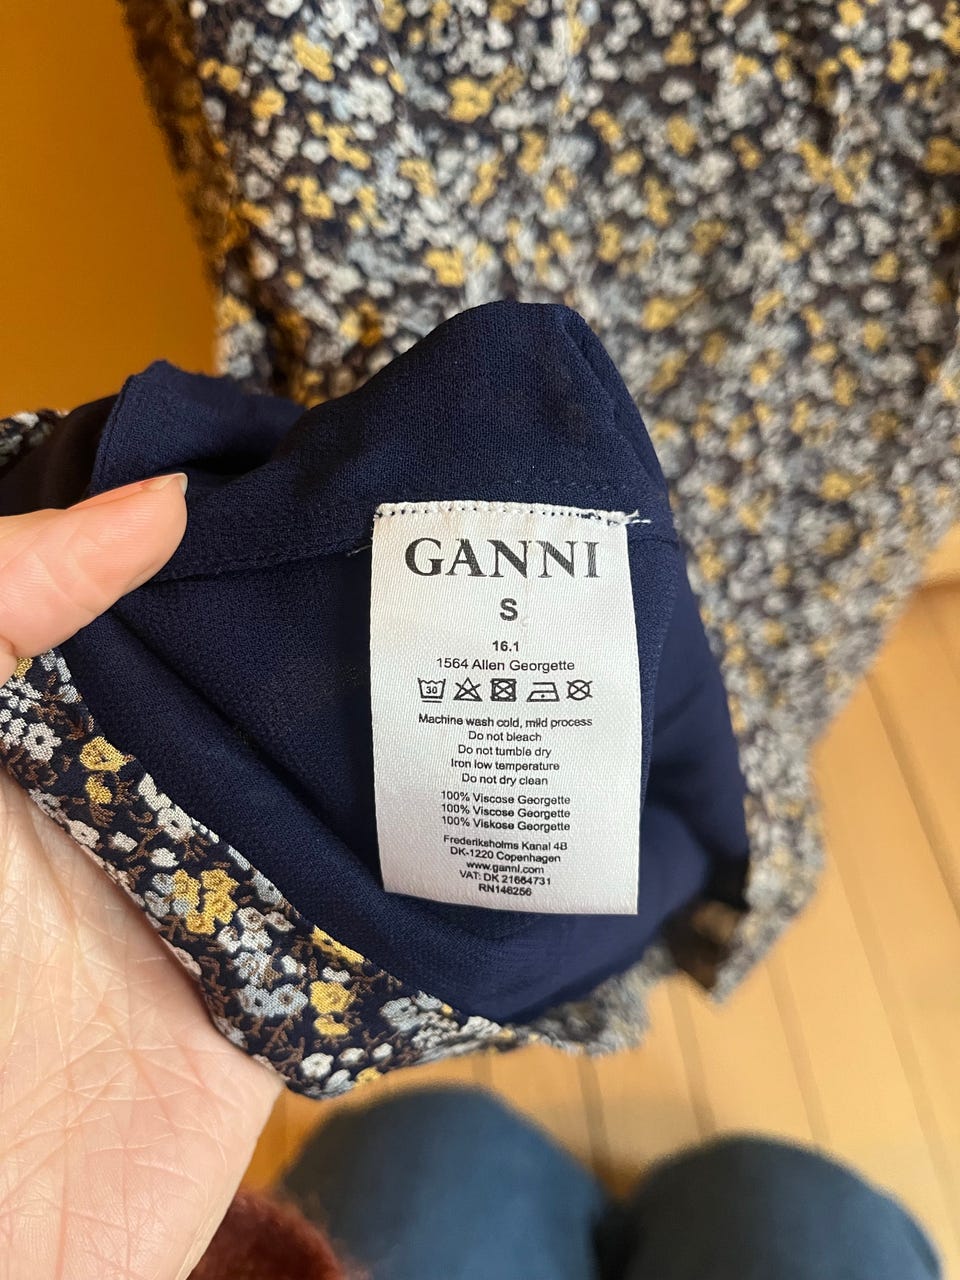 GANNI
S
16.1
1564 Allen Georgette
30
Machine wash cold, mild process
Do not bleach
Do not tumble dry
Iron low temperature
Do not dry clean
100% Viscose Georgette
100% Viscose Georgette
100% Viskose Georgette
Frederiksholms Kanal 4B
DK-1220 Copenhagen
www.ganni.com
VAT: DK 21664731
RN146256